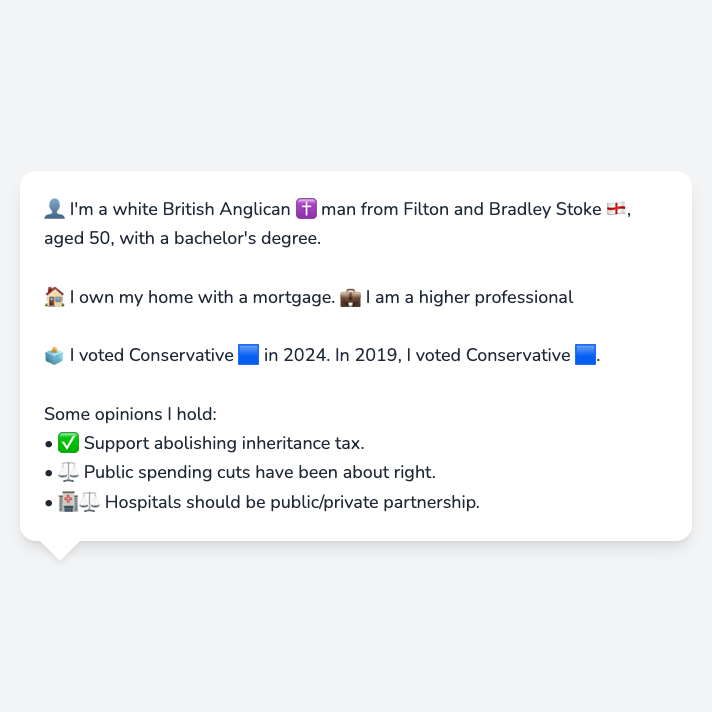 👤 I'm a white British Anglican ✝️ man from Filton and Bradley Stoke 🏴󠁧󠁢󠁥󠁮󠁧󠁿,
aged 50, with a bachelor's degree.
🏠 I own my home with a mortgage. 💼 I am a higher professional
🗳️ I voted Conservative 🟦 in 2024. In 2019, I voted Conservative 🟦.
Some opinions I hold:
• ✅ Support abolishing inheritance tax.
• ⚖️ Public spending cuts have been about right.
• 🏥⚖️ Hospitals should be public/private partnership.